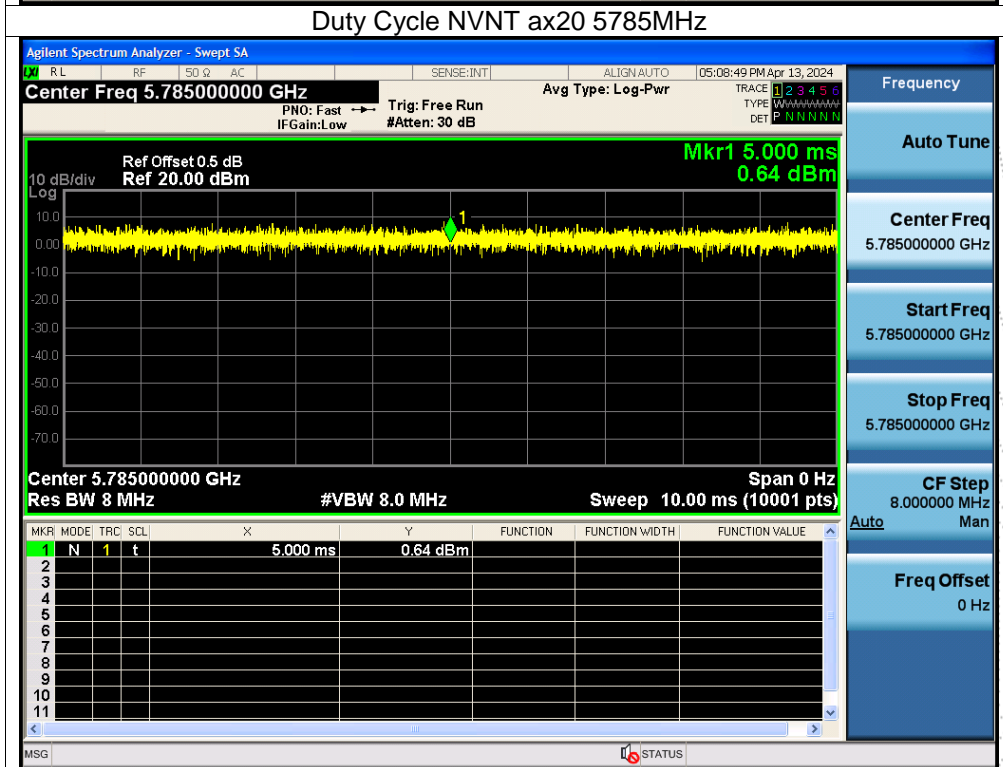 Duty Cycle NVNT ax20 5785MHz
Agilent Spectrum Analyzer - Swept SA
LXI RL RF 50 Ω AC SENSE:INT ALIGN AUTO 05:08:49 PM Apr 13, 2024
Center Freq 5.785000000 GHz
PNO: Fast
IFGain:Low
Trig: Free Run
#Atten: 30 dB
Avg Type: Log-Pwr
TRACE 1 2 3 4 5 6
TYPE W
DET P N N N N N
Mkr1 5.000 ms
0.64 dBm
Ref Offset 0.5 dB
Ref 20.00 dBm
10 dB/div
Log
10.0
0.00
-10.0
-20.0
-30.0
-40.0
-50.0
-60.0
-70.0
1
Center 5.785000000 GHz Span 0 Hz
Res BW 8 MHz #VBW 8.0 MHz Sweep 10.00 ms (10001 pts)
MKR MODE TRC SCL X Y FUNCTION FUNCTION WIDTH FUNCTION VALUE
1 N 1 t 5.000 ms 0.64 dBm
2
3
4
5
6
7
8
9
10
11
MSG STATUS
Frequency
Auto Tune
Center Freq
5.785000000 GHz
Start Freq
5.785000000 GHz
Stop Freq
5.785000000 GHz
CF Step
8.000000 MHz
Auto Man
Freq Offset
0 Hz